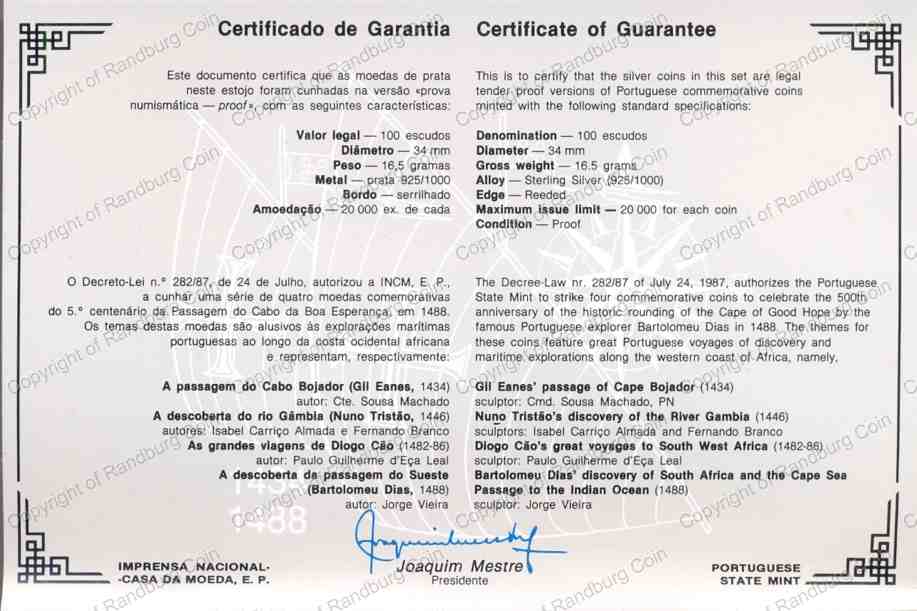 Certificado de Garantia
Este documento certifica que as moedas de prata
neste estojo foram cunhadas na versão «prova
numismática — proof», com as seguintes características:
Valor legal — 100 escudos
Diâmetro — 34 mm
Peso — 16,5 gramas
Metal — prata 925/1000
Bordo — serrilhado
Amoedação — 20 000 ex. de cada
O Decreto-Lei n.° 282/87, de 24 de Julho, autorizou a INCM, E. P.,
a cunhar uma série de quatro moedas comemorativas
do 5.° centenário da Passagem do Cabo da Boa Esperança, em 1488.
Os temas destas moedas são alusivos às explorações marítimas
portuguesas ao longo da costa ocidental africana
e representam, respectivamente:
A passagem do Cabo Bojador (Gil Eanes, 1434)
autor: Cte. Sousa Machado
A descoberta do rio Gâmbia (Nuno Tristão, 1446)
autores: Isabel Carriço Almada e Fernando Branco
As grandes viagens de Diogo Cão (1482-86)
autor: Paulo Guilherme d'Eça Leal
A descoberta da passagem do Sueste
(Bartolomeu Dias, 1488)
autor: Jorge Vieira
Certificate of Guarantee
This is to certify that the silver coins in this set are legal
tender proof versions of Portuguese commemorative coins
minted with the following standard specifications:
Denomination — 100 escudos
Diameter — 34 mm
Gross weight — 16.5 grams
Alloy — Sterling Silver (925/1000)
Edge — Reeded
Maximum issue limit — 20 000 for each coin
Condition — Proof
The Decree-Law nr. 282/87 of July 24, 1987, authorizes the Portuguese
State Mint to strike four commemorative coins to celebrate the 500th
anniversary of the historic rounding of the Cape of Good Hope by the
famous Portuguese explorer Bartolomeu Dias in 1488. The themes for
these coins feature great Portuguese voyages of discovery and
maritime explorations along the western coast of Africa, namely,
Gil Eanes' passage of Cape Bojador (1434)
sculptor: Cmd. Sousa Machado, PN
Nuno Tristão's discovery of the River Gambia (1446)
sculptors: Isabel Carriço Almada and Fernando Branco
Diogo Cão's great voyages to South West Africa (1482-86)
sculptor: Paulo Guilherme d'Eça Leal
Bartolomeu Dias' discovery of South Africa and the Cape Sea
Passage to the Indian Ocean (1488)
sculptor: Jorge Vieira
1488
Joaquim Mestre
Presidente
IMPRENSA NACIONAL-
-CASA DA MOEDA, E. P.
PORTUGUESE
STATE MINT
Copyright of Randburg Coin